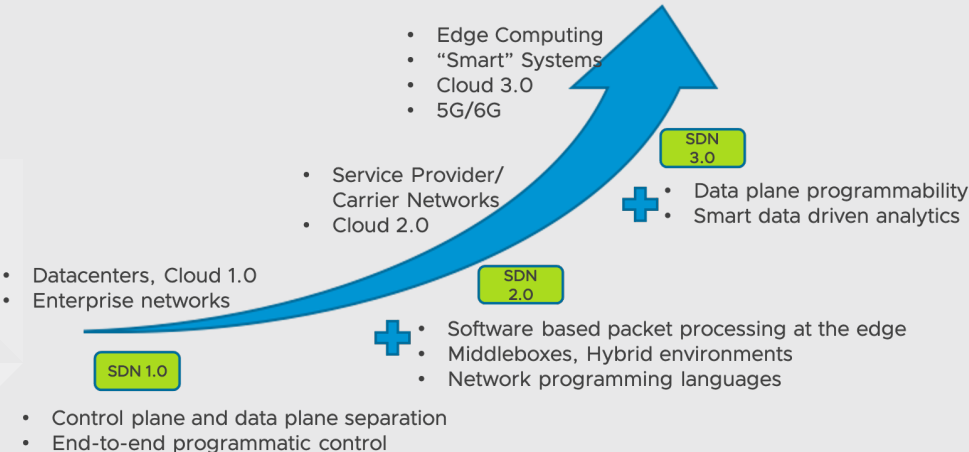 • Edge Computing
• “Smart” Systems
• Cloud 3.0
• 5G/6G
SDN
3.0
• Service Provider/
Carrier Networks
• Cloud 2.0
• Data plane programmability
• Smart data driven analytics
• Datacenters, Cloud 1.0
• Enterprise networks
SDN
2.0
• Software based packet processing at the edge
• Middleboxes, Hybrid environments
• Network programming languages
SDN 1.0
• Control plane and data plane separation
• End-to-end programmatic control